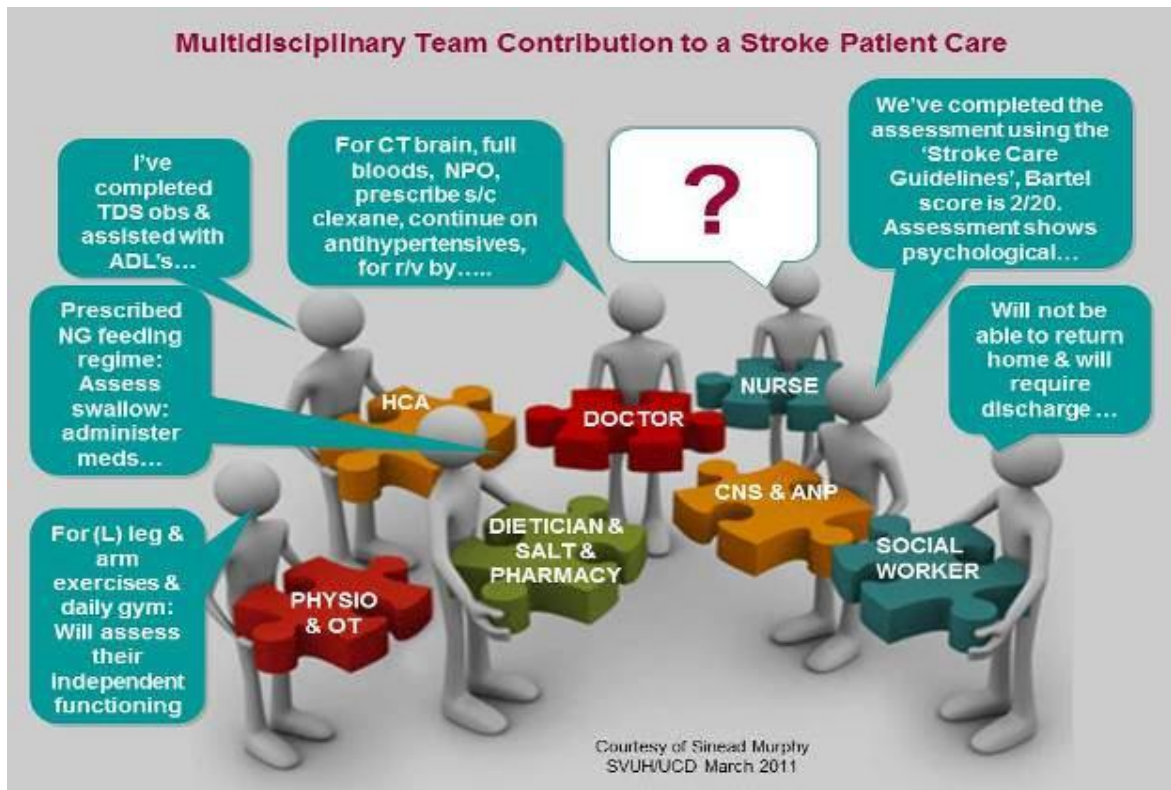 Multidisciplinary Team Contribution to a Stroke Patient Care
I've
completed
TDS obs &
assisted with
ADL's...
For CT brain, full
bloods, NPO,
prescribe s/c
clexane, continue on
antihypertensives,
for r/v by.....
?
We've completed the
assessment using the
'Stroke Care
Guidelines', Bartel
score is 2/20.
Assessment shows
psychological...
Prescribed
NG feeding
regime:
Assess
swallow:
administer
meds...
Will not be
able to return
home & will
require
discharge ...
For (L) leg &
arm
exercises &
daily gym:
Will assess
their
independent
functioning
HCA
DOCTOR
NURSE
CNS & ANP
DIETICIAN &
SALT &
PHARMACY
SOCIAL
WORKER
PHYSIO
& OT
Courtesy of Sinead Murphy
SVUH/UCD March 2011